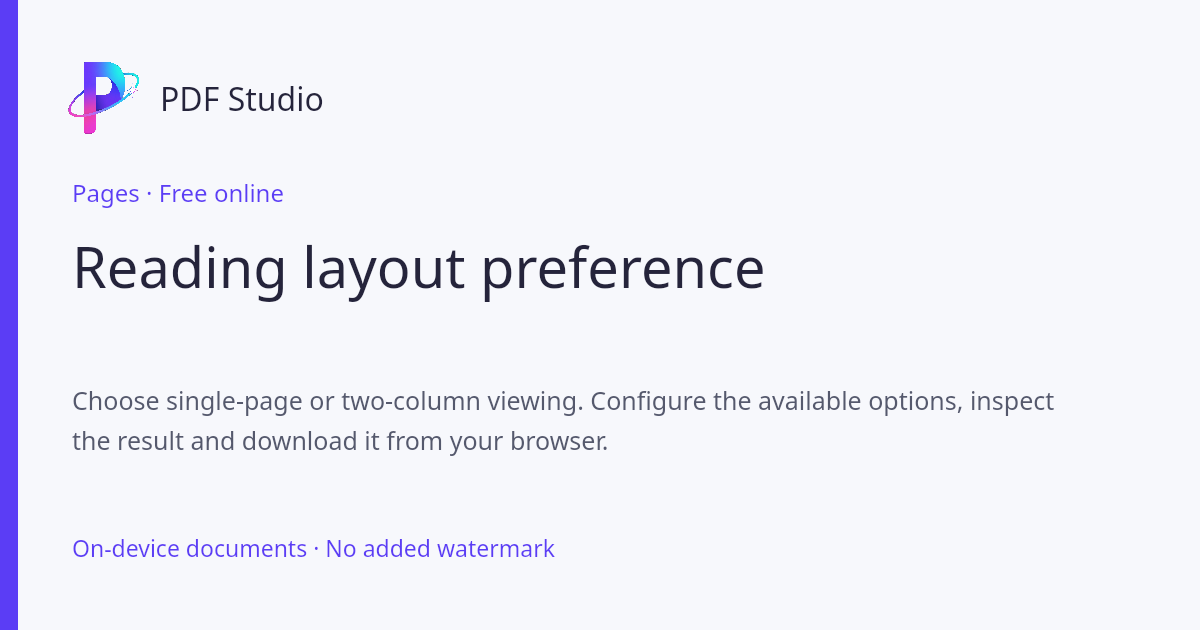 PDF Studio
Pages · Free online
Reading layout preference
Choose single-page or two-column viewing. Configure the available options, inspect
the result and download it from your browser.
On-device documents · No added watermark